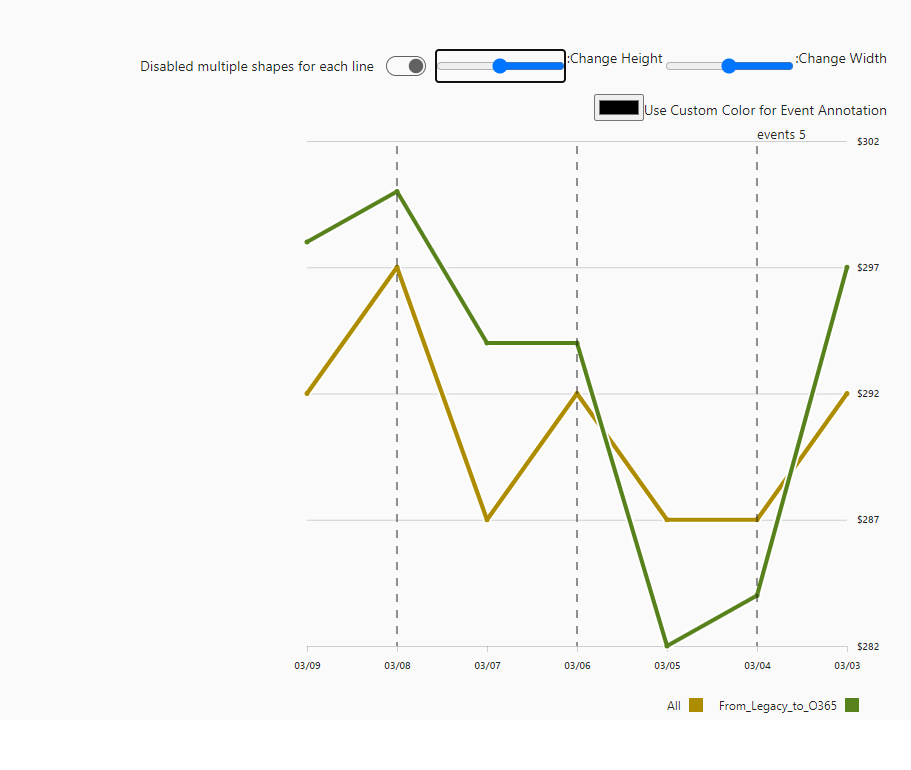 Disabled multiple shapes for each line
:Change Height
:Change Width
Use Custom Color for Event Annotation
events 5
$302
$297
$292
$287
$282
03/09 03/08 03/07 03/06 03/05 03/04 03/03
All From_Legacy_to_O365